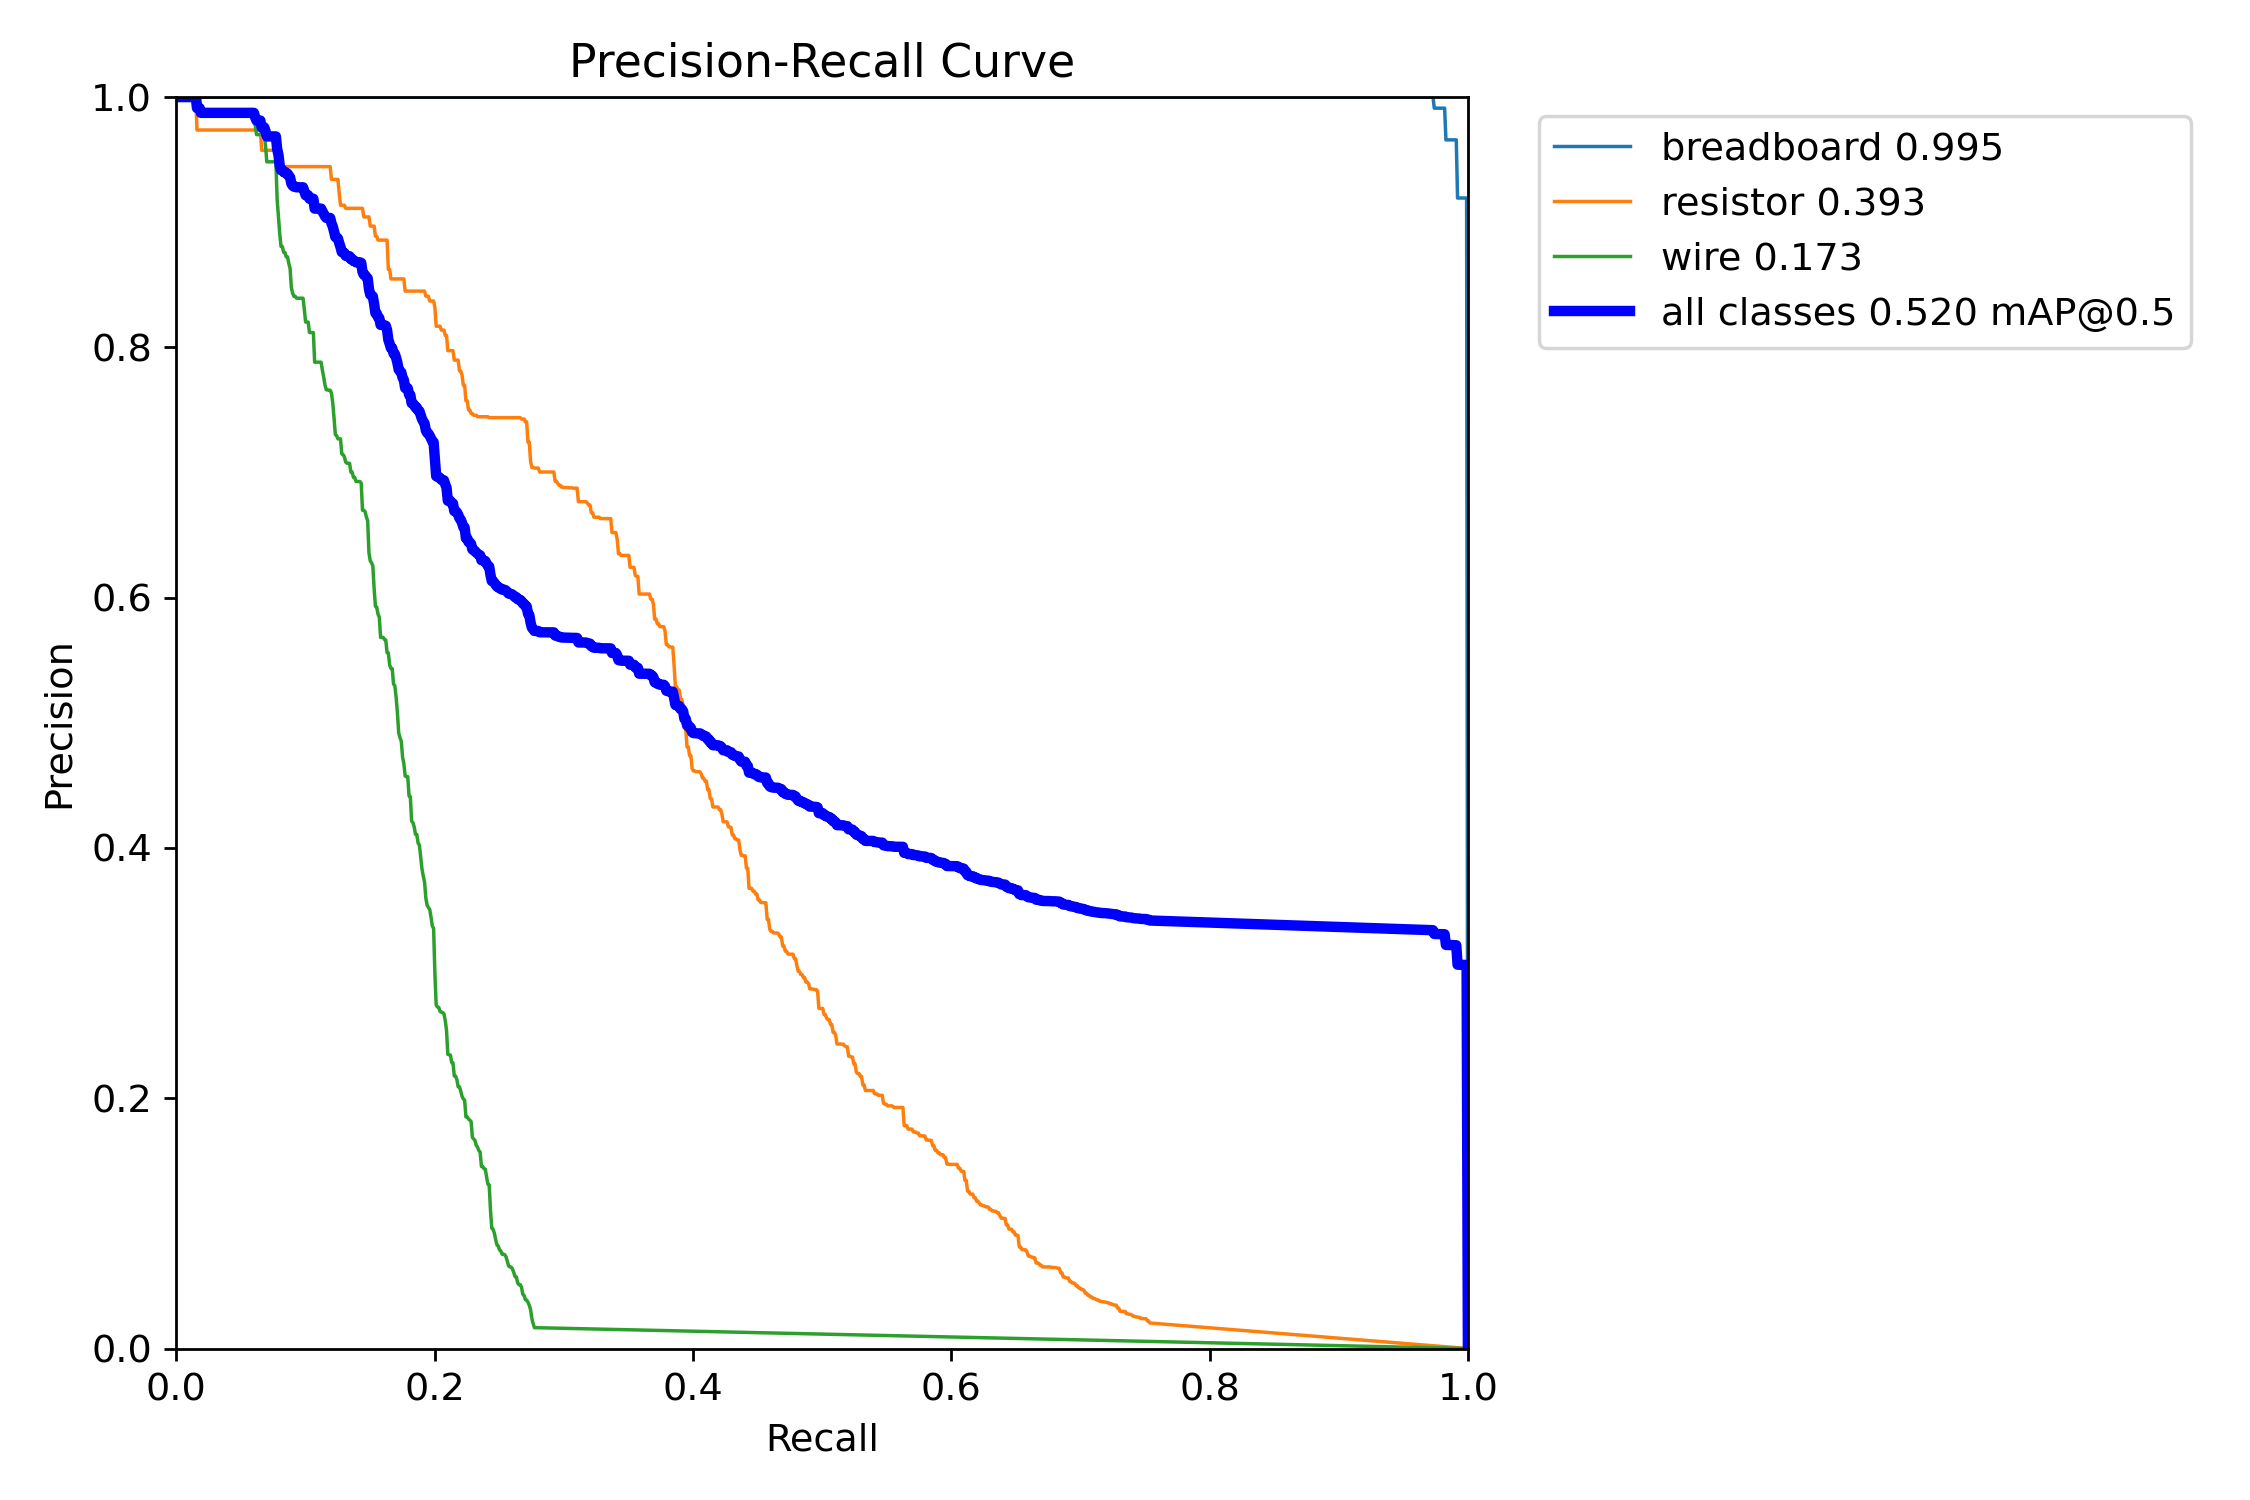 Precision-Recall Curve
1.0
0.8
0.6
0.4
0.2
0.0
Precision
0.0 0.2 0.4 0.6 0.8 1.0
Recall
breadboard 0.995
resistor 0.393
wire 0.173
all classes 0.520 mAP@0.5